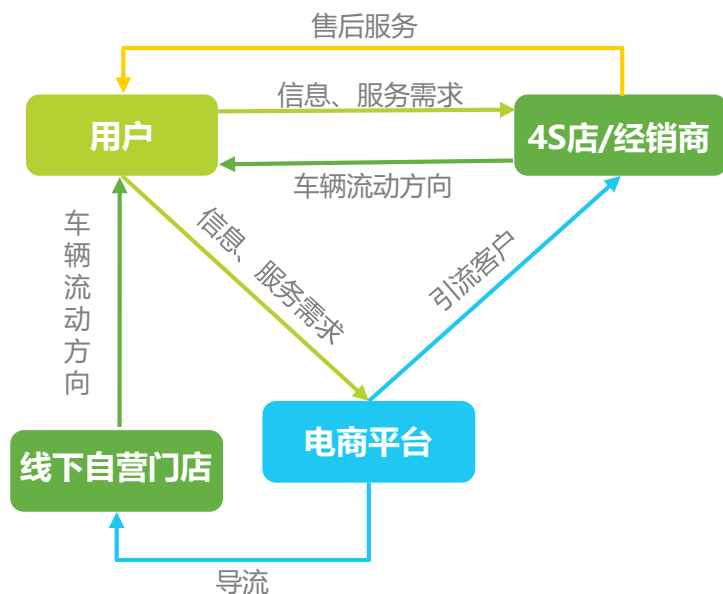 售后服务
信息、服务需求
用户
4S店/经销商
车辆流动方向
车辆流动方向
信息、服务需求
引流客户
电商平台
线下自营门店
导流